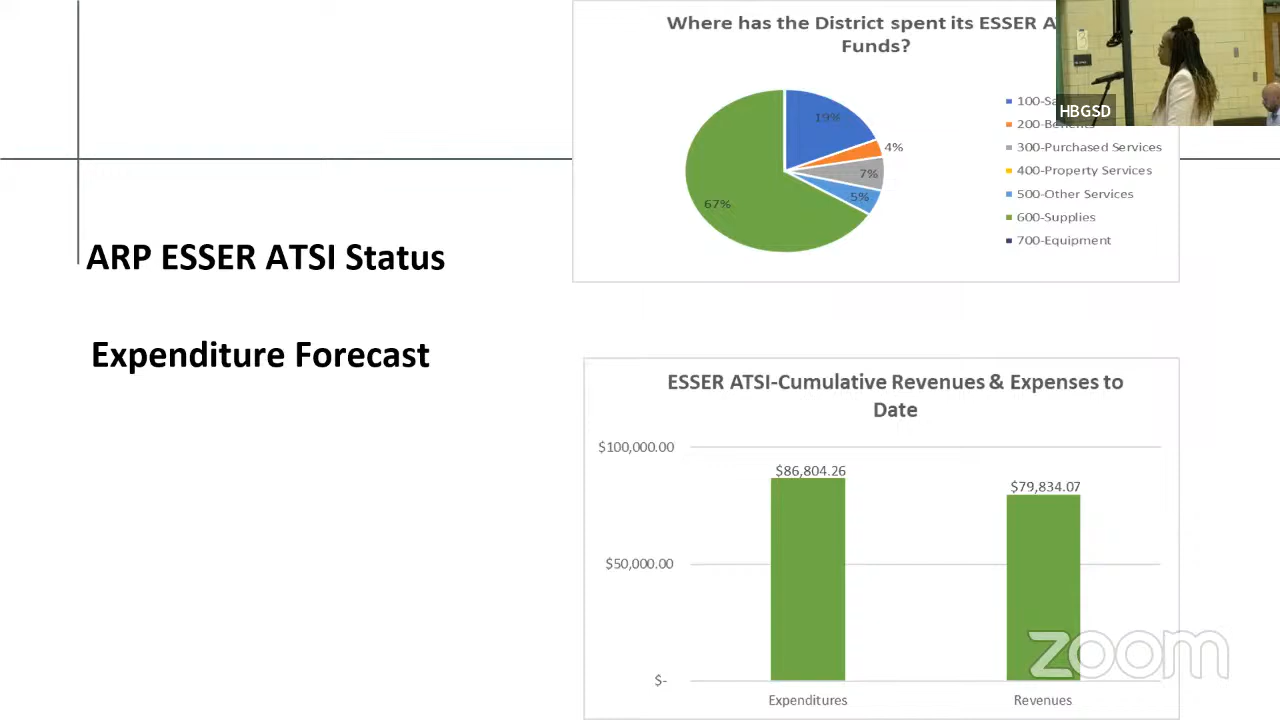 Where has the District spent its ESSER
Funds?
HBGSD
19%
4%
7%
5%
67%
200-Benefits
300-Purchased Services
400-Property Services
500-Other Services
600-Supplies
700-Equipment
ARP ESSER ATSI Status
Expenditure Forecast
ESSER ATSI-Cumulative Revenues & Expenses to
Date
$100,000.00
$86,804.26
$79,834.07
$50,000.00
$-
Expenditures
Revenues
zoom